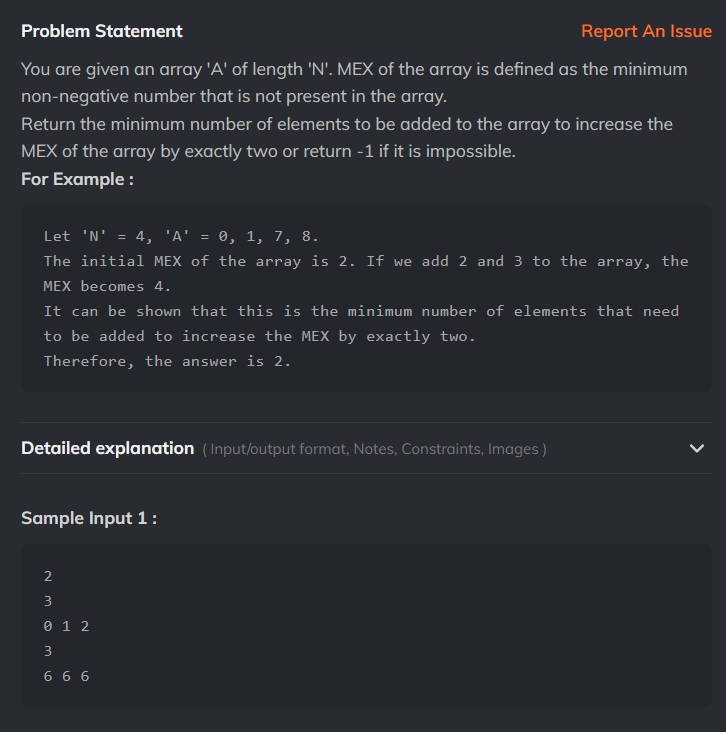 Problem Statement
Report An Issue
You are given an array 'A' of length 'N'. MEX of the array is defined as the minimum
non-negative number that is not present in the array.
Return the minimum number of elements to be added to the array to increase the
MEX of the array by exactly two or return -1 if it is impossible.
For Example :
Let 'N' = 4, 'A' = 0, 1, 7, 8.
The initial MEX of the array is 2. If we add 2 and 3 to the array, the
MEX becomes 4.
It can be shown that this is the minimum number of elements that need
to be added to increase the MEX by exactly two.
Therefore, the answer is 2.
Detailed explanation ( Input/output format, Notes, Constraints, Images )
Sample Input 1 :
2
3
0 1 2
3
6 6 6